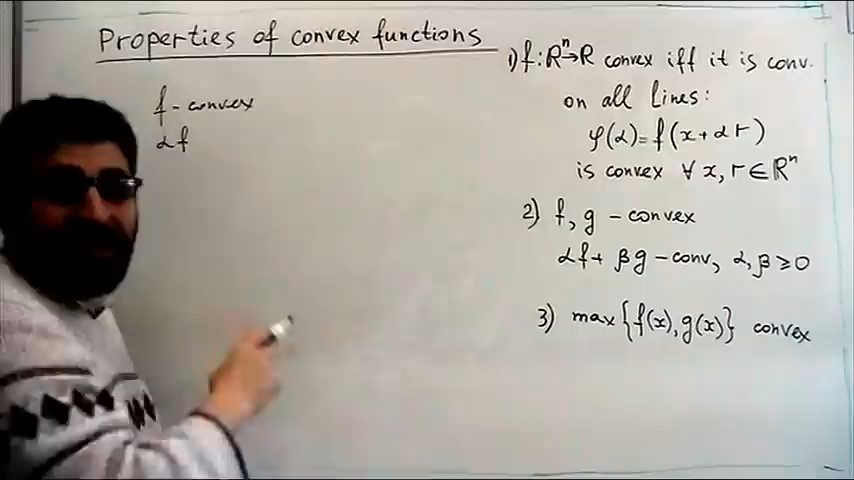 Properties of convex functions
f - convex
αf
1) f: Rⁿ→R convex iff it is conv.
on all lines:
φ(α)=f(x+αr)
is convex ∀ x, r ∈ Rⁿ
2) f, g - convex
αf + βg - conv, α, β ≥ 0
3) max{f(x), g(x)} convex